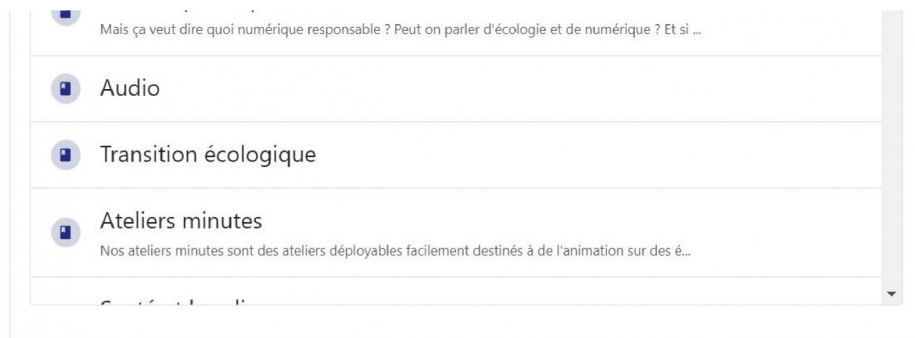 Mais ça veut dire quoi numérique responsable ? Peut on parler d'écologie et de numérique ? Et si ...
Audio
Transition écologique
Ateliers minutes
Nos ateliers minutes sont des ateliers déployables facilement destinés à de l'animation sur des é...